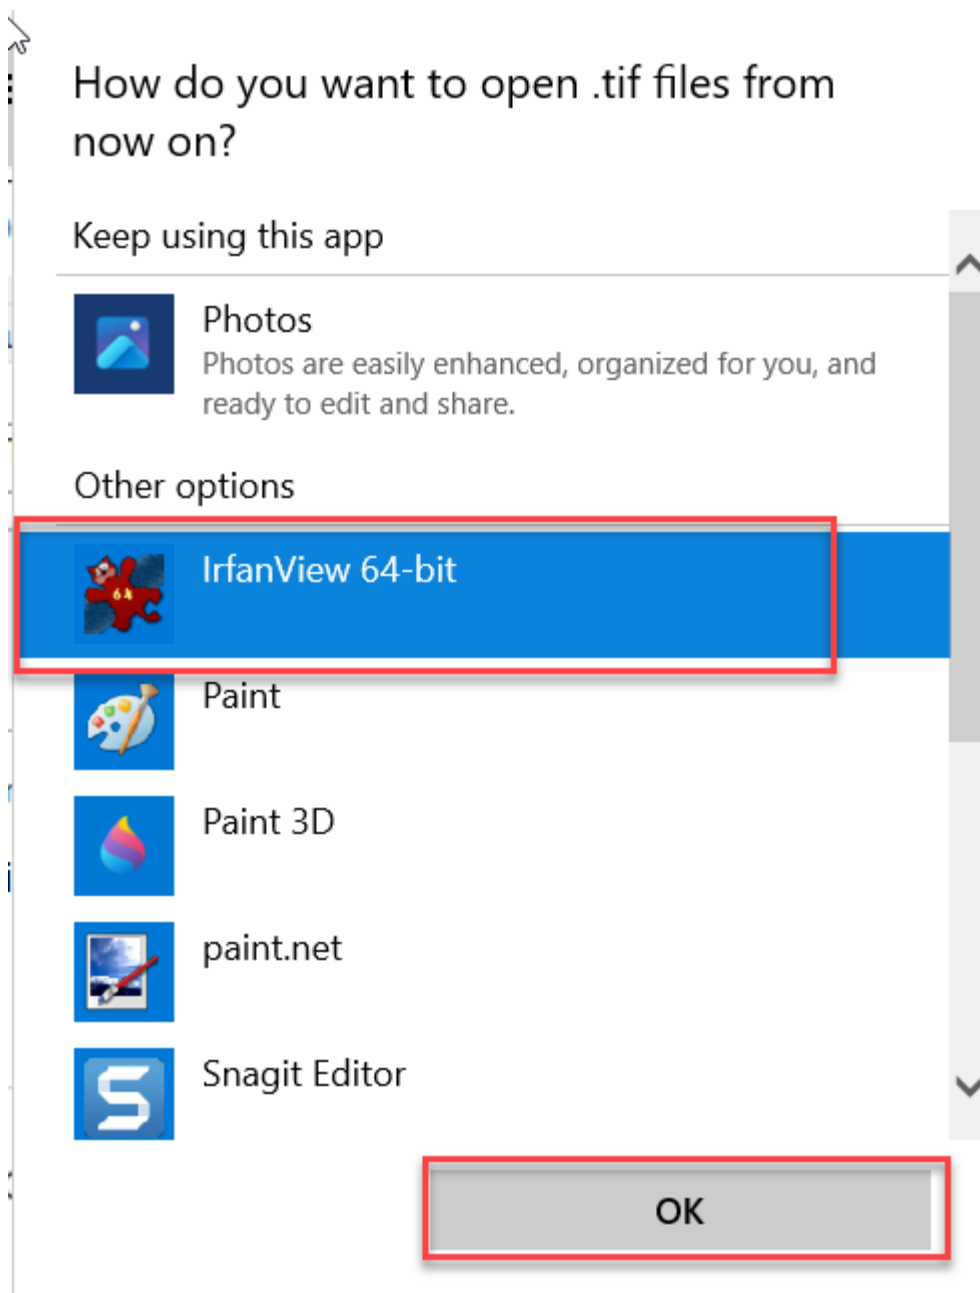 How do you want to open .tif files from
now on?
Keep using this app
Photos
Photos are easily enhanced, organized for you, and
ready to edit and share.
Other options
64
IrfanView 64-bit
Paint
Paint 3D
paint.net
Snagit Editor
OK